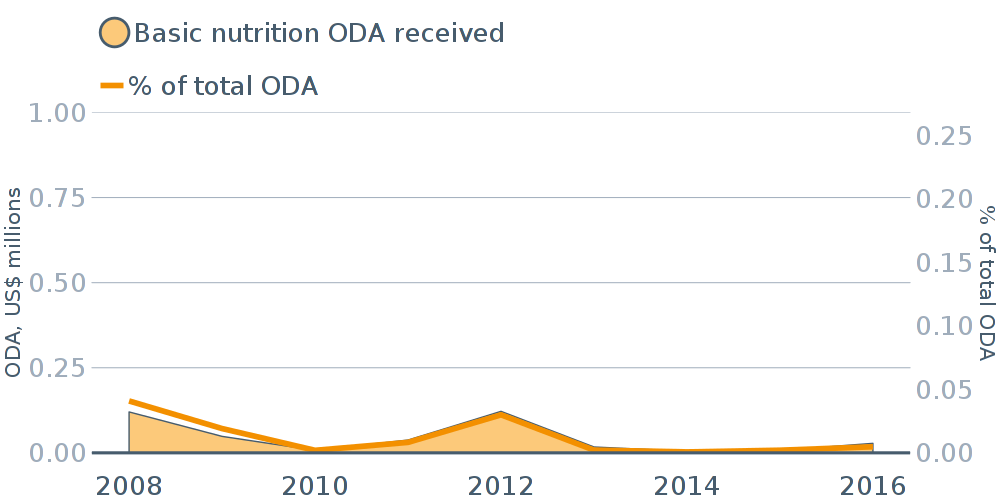 Basic nutrition ODA received
% of total ODA
1.00
0.75
0.50
0.25
0.00
ODA, US$ millions
0.25
0.20
0.15
0.10
0.05
0.00
% of total ODA
2008 2010 2012 2014 2016